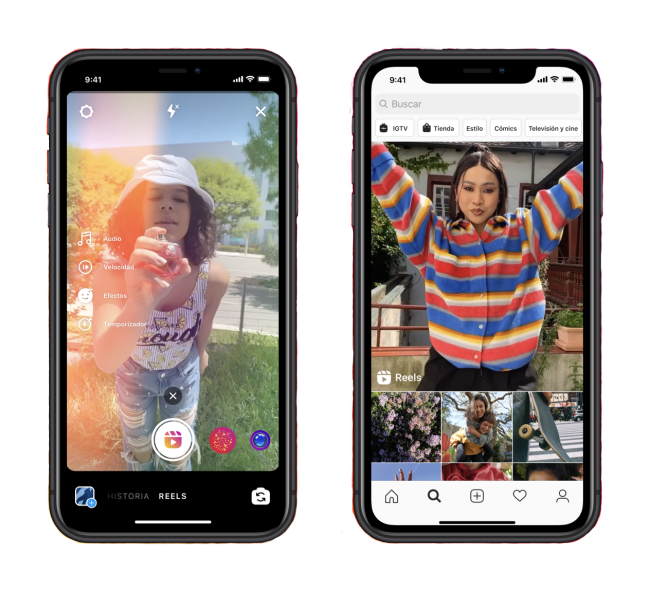 9:41
Audio
Velocidad
Efectos
Temporizador
HISTORIA REELS
9:41
Buscar
IGTV Tienda Estilo Cómics Televisión y cine
Reels